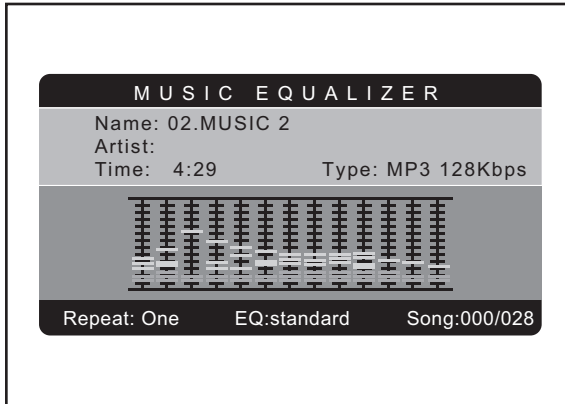 MUSIC EQUALIZER
Name: 02.MUSIC 2
Artist:
Time: 4:29 Type: MP3 128Kbps
Repeat: One EQ:standard Song:000/028